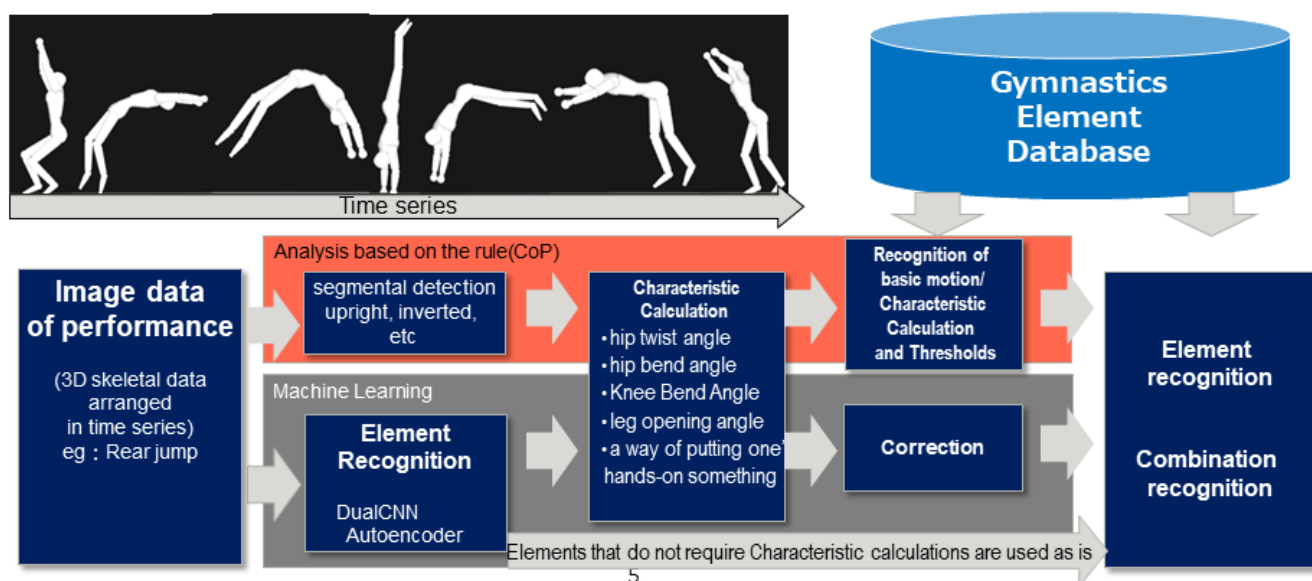 Gymnastics
Element
Database
Time series
Analysis based on the rule(CoP)
Image data
of performance
(3D skeletal data
arranged
in time series)
eg：Rear jump
segmental detection
upright, inverted,
etc
Characteristic
Calculation
•hip twist angle
•hip bend angle
•Knee Bend Angle
•leg opening angle
•a way of putting one'
hands-on something
Recognition of
basic motion/
Characteristic
Calculation
and Thresholds
Machine Learning
Element
Recognition
DualCNN
Autoencoder
Correction
Element
recognition
Combination
recognition
Elements that do not require Characteristic calculations are used as is
5